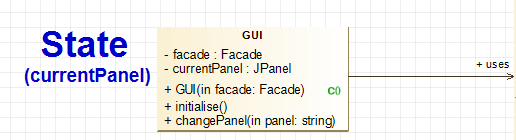 State
(currentPanel)
GUI
- facade : Facade
- currentPanel : JPanel
+ GUI(in facade: Facade) C()
+ initialise()
+ changePanel(in panel: string)
+ uses